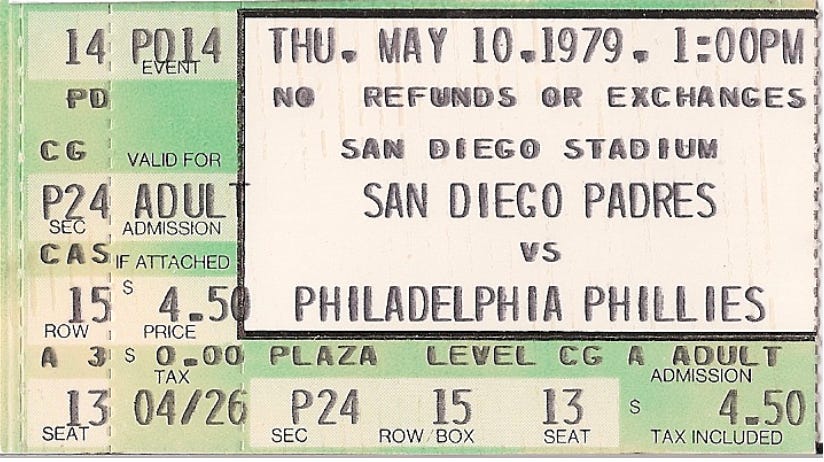 14 PD14 THU. MAY 10.1979. 1:00PM
EVENT
PD NO REFUNDS OR EXCHANGES
CG VALID FOR SAN DIEGO STADIUM
P24 ADULT SAN DIEGO PADRES
SEC ADMISSION
CAS IF ATTACHED VS
15 $ 4.50 PHILADELPHIA PHILLIES
ROW PRICE
A 3 $ 0.00 PLAZA LEVEL CG A ADULT
TAX ADMISSION
13 04/26 P24 15 13 $ 4.50
SEAT SEC ROW/BOX SEAT TAX INCLUDED